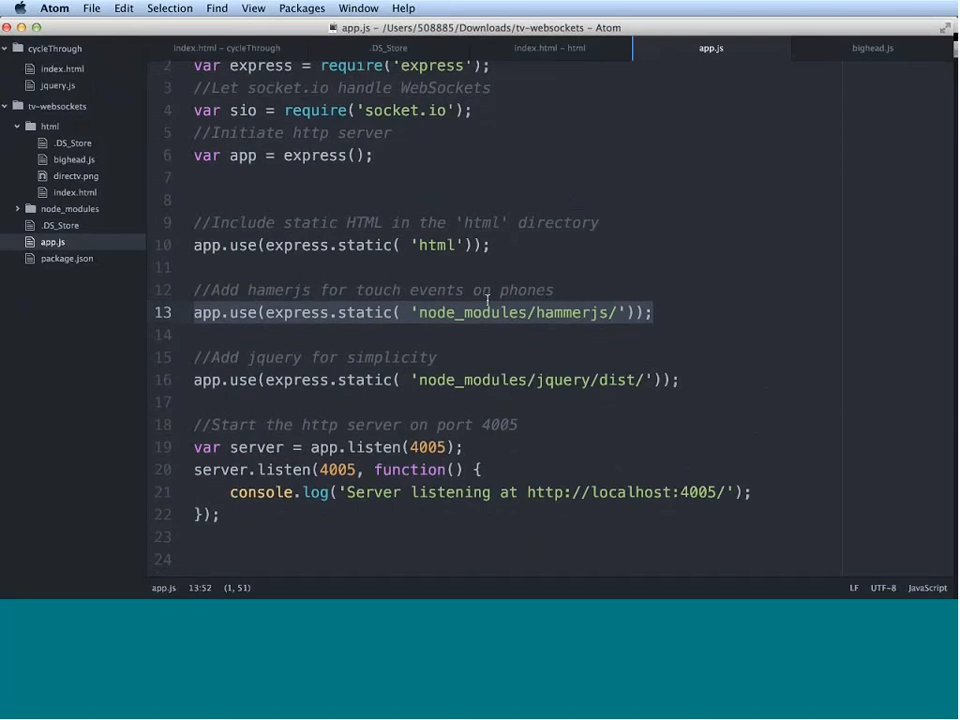 Atom File Edit Selection Find View Packages Window Help
app.js - /Users/508885/Downloads/tv-websockets - Atom
cycleThrough
index.html
jquery.js
tv-websockets
html
.DS_Store
bighead.js
directv.png
index.html
node_modules
.DS_Store
app.js
package.json
index.html - cycleThrough .DS_Store index.html - html app.js bighead.js
2 var express = require('express');
3 //Let socket.io handle WebSockets
4 var sio = require('socket.io');
5 //Initiate http server
6 var app = express();
7
8
9 //Include static HTML in the 'html' directory
10 app.use(express.static( 'html'));
11
12 //Add hamerjs for touch events on phones
13 app.use(express.static( 'node_modules/hammerjs/'));
14
15 //Add jquery for simplicity
16 app.use(express.static( 'node_modules/jquery/dist/'));
17
18 //Start the http server on port 4005
19 var server = app.listen(4005);
20 server.listen(4005, function() {
21 console.log('Server listening at http://localhost:4005/');
22 });
23
24
app.js 13:52 (1, 51) LF UTF-8 JavaScript